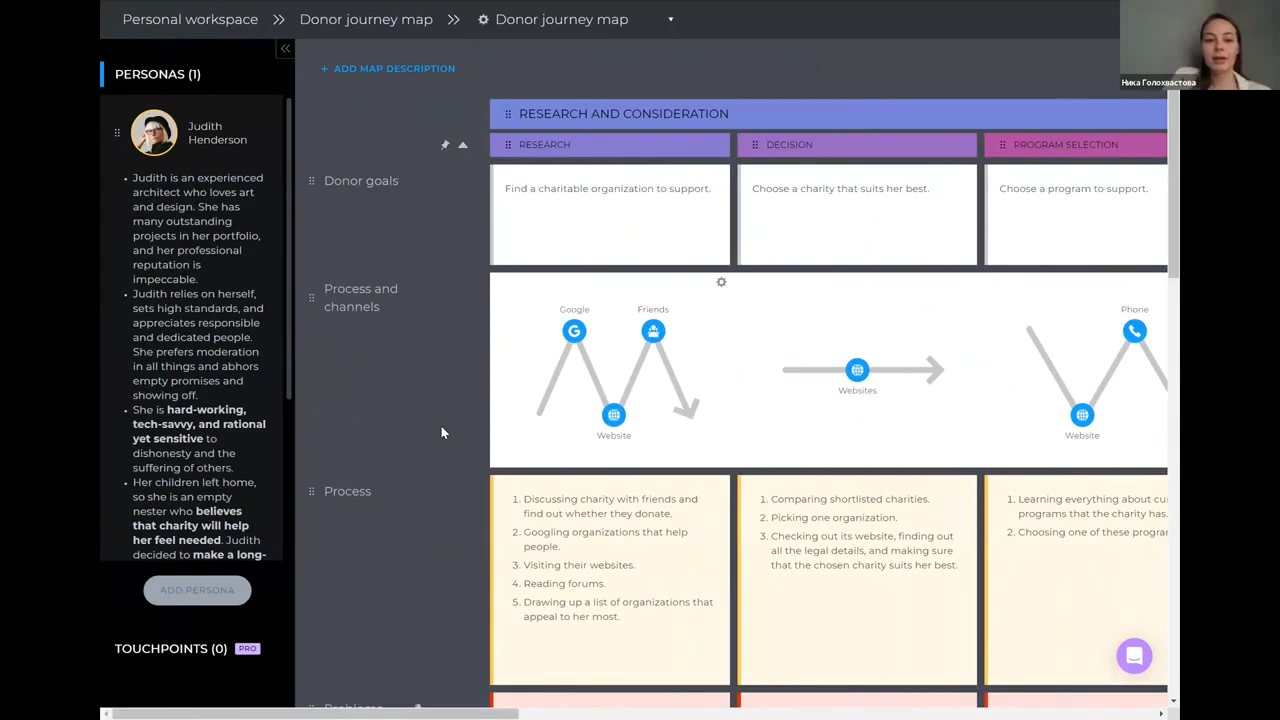 Personal workspace >> Donor journey map >> Donor journey map
Ника Голохвастова
PERSONAS (1)
Judith
Henderson
• Judith is an experienced
architect who loves art
and design. She has
many outstanding
projects in her portfolio,
and her professional
reputation is
impeccable.
• Judith relies on herself,
sets high standards, and
appreciates responsible
and dedicated people.
She prefers moderation
in all things and abhors
empty promises and
showing off.
• She is hard-working,
tech-savvy, and rational
yet sensitive to
dishonesty and the
suffering of others.
• Her children left home,
so she is an empty
nester who believes
that charity will help
her feel needed. Judith
decided to make a long-
ADD PERSONA
TOUCHPOINTS (0) PRO
+ ADD MAP DESCRIPTION
RESEARCH AND CONSIDERATION
RESEARCH
DECISION
PROGRAM SELECTION
Donor goals
Find a charitable organization to support.
Choose a charity that suits her best.
Choose a program to support.
Process and
channels
Google
Friends
Website
Websites
Phone
Website
Process
1. Discussing charity with friends and
find out whether they donate.
2. Googling organizations that help
people.
3. Visiting their websites.
4. Reading forums.
5. Drawing up a list of organizations that
appeal to her most.
1. Comparing shortlisted charities.
2. Picking one organization.
3. Checking out its website, finding out
all the legal details, and making sure
that the chosen charity suits her best.
1. Learning everything about cu
programs that the charity has.
2. Choosing one of these progra
Problems